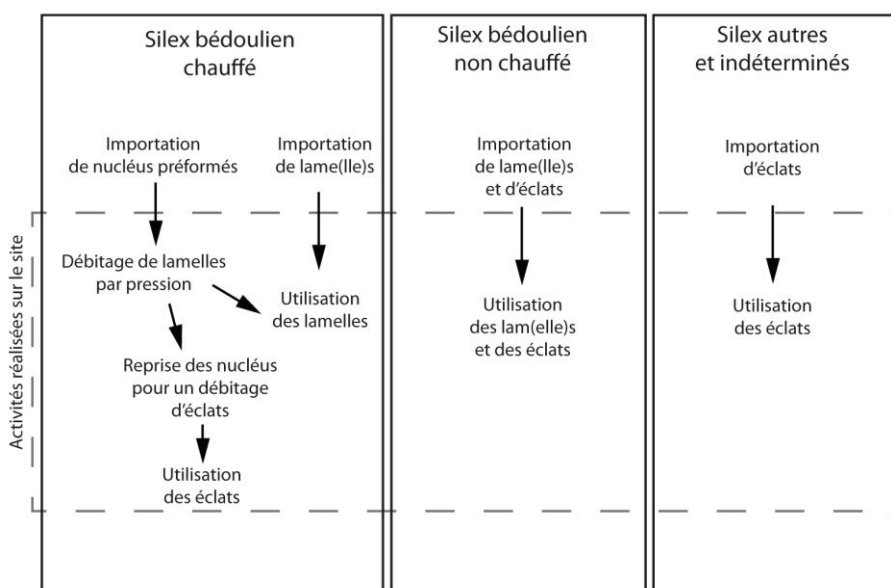 Silex bédoulien
chauffé
Importation
de nucléus préformés
Importation
de lame(lle)s
Débitage de lamelles
par pression
Utilisation
des lamelles
Reprise des nucléus
pour un débitage
d'éclats
Utilisation
des éclats
Silex bédoulien
non chauffé
Importation
de lame(lle)s
et d'éclats
Utilisation
des lam(elle)s
et des éclats
Silex autres
et indéterminés
Importation
d'éclats
Utilisation
des éclats
Activités réalisées sur le site